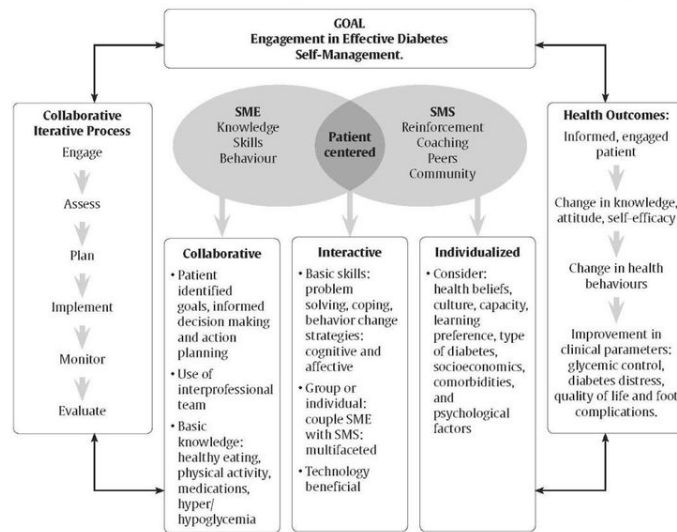 GOAL
Engagement in Effective Diabetes
Self-Management.
Collaborative
Iterative Process
Engage
Assess
Plan
Implement
Monitor
Evaluate
SME
Knowledge
Skills
Behaviour
Patient
centered
SMS
Reinforcement
Coaching
Peers
Community
Collaborative
• Patient
identified
goals, informed
decision making
and action
planning
• Use of
interprofessional
team
• Basic
knowledge:
healthy eating,
physical activity,
medications,
hyper/
hypoglycemia
Interactive
• Basic skills:
problem
solving, coping,
behavior change
strategies:
cognitive and
affective
• Group or
individual:
couple SME
with SMS:
multifaceted
• Technology
beneficial
Individualized
• Consider:
health beliefs,
culture, capacity,
learning
preference, type
of diabetes,
socioeconomics,
comorbidities,
and
psychological
factors
Health Outcomes:
Informed, engaged
patient
Change in knowledge,
attitude, self-efficacy
Change in health
behaviours
Improvement in
clinical parameters:
glycemic control,
diabetes distress,
quality of life and foot
complications.